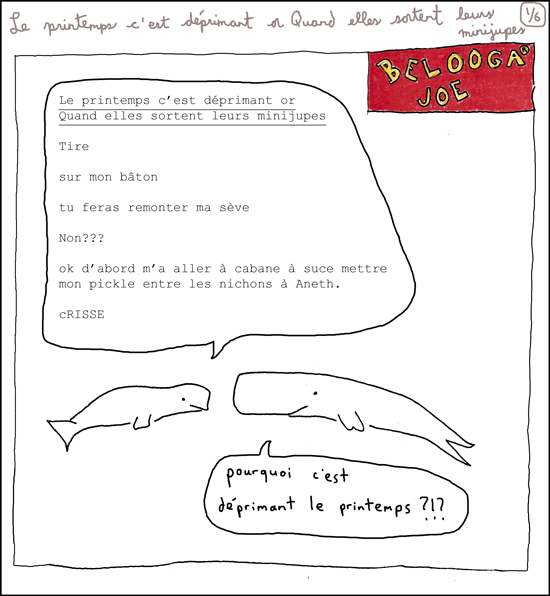 Le printemps c'est déprimant or Quand elles sortent leurs
minijupes
1/6
BELOOGA
JOE
Le printemps c'est déprimant or
Quand elles sortent leurs minijupes
Tire
sur mon bâton
tu feras remonter ma sève
Non???
ok d'abord m'a aller à cabane à suce mettre
mon pickle entre les nichons à Aneth.
cRISSE
pourquoi c'est
déprimant le printemps ?!?